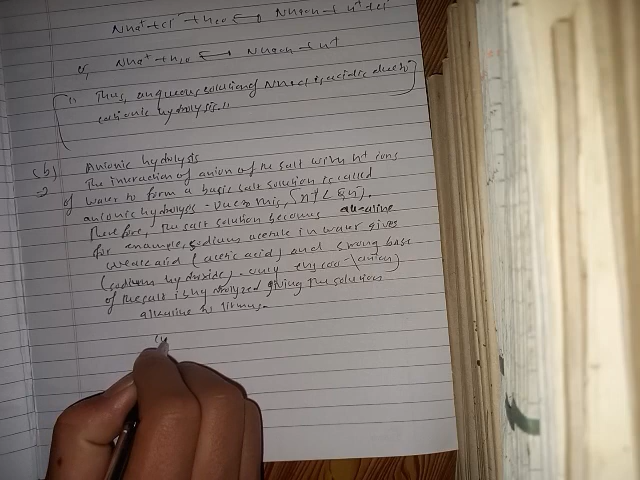 NH4+ + Cl- + H2O ⟷ NH4OH + H+ + Cl-
or, NH4+ + H2O ⟷ NH4OH + H+
" Thus, an queous solution of NH4Cl is acidic due to
cationic hydrolysis. "
(b) Anionic hydrolysis
→ The interaction of anion of the salt with H+ ions
of water to form a basic salt solution is called
anionic hydrolysis. Due to this, [H+] <
Therefore, the salt solution becomes alkaline
for example, sodium acetate in water gives
weak acid (acetic acid) and strong base
(sodium hydroxide). only CH3COO- (anion)
of the salt is hydrolyzed giving the solution
alkaline to litmus.